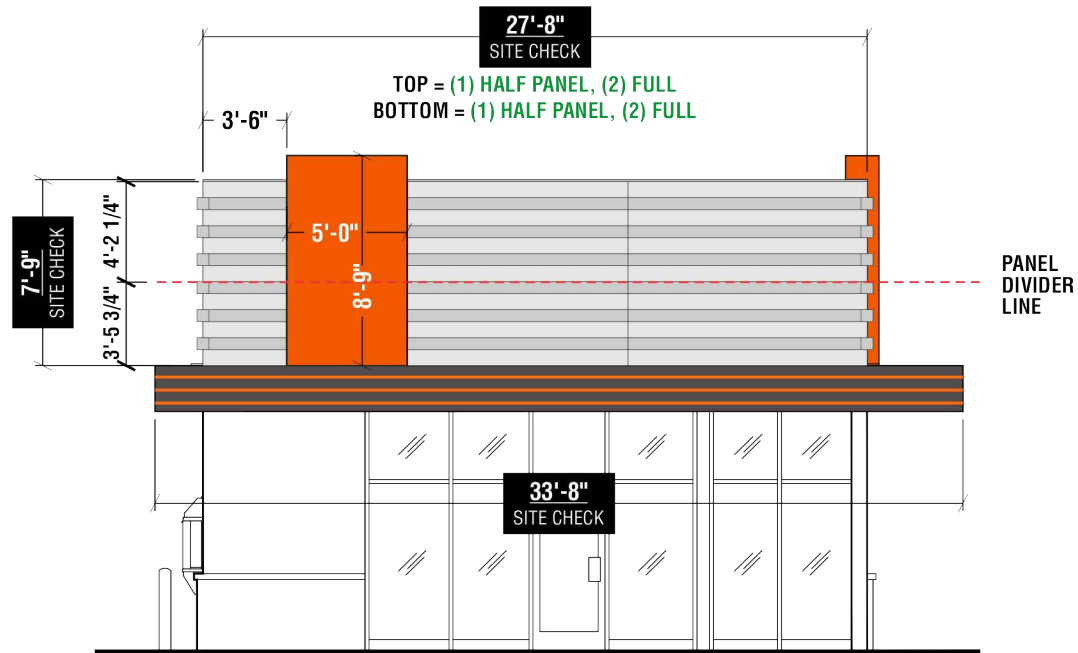 27'-8"
SITE CHECK
TOP = (1) HALF PANEL, (2) FULL
BOTTOM = (1) HALF PANEL, (2) FULL
3'-6"
7'-9"
SITE CHECK
4'-2 1/4"
3'-5 3/4"
5'-0"
8'-9"
PANEL
DIVIDER
LINE
33'-8"
SITE CHECK